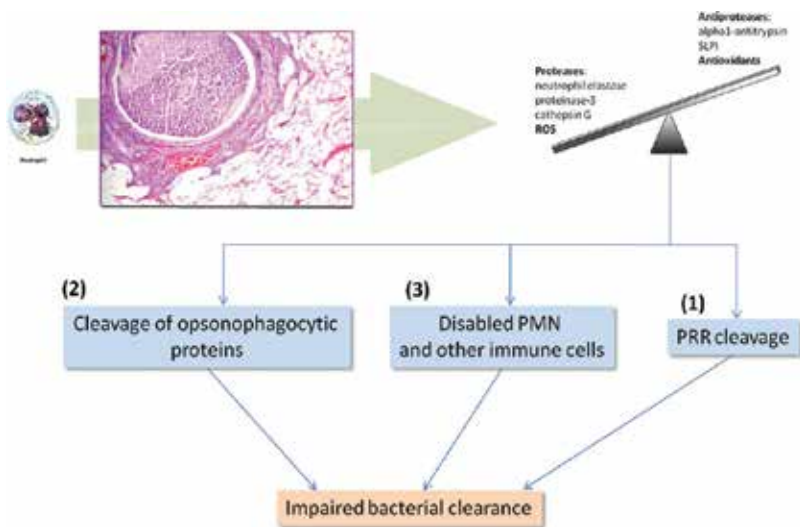 Antiproteases:
alpha1-antitrypsin
SLPI
Antioxidants
Proteases:
neutrophil elastase
proteinase-3
cathepsin G
ROS
Neutrophil
(2)
Cleavage of opsonophagocytic
proteins
(3)
Disabled PMN
and other immune cells
(1)
PRR cleavage
Impaired bacterial clearance